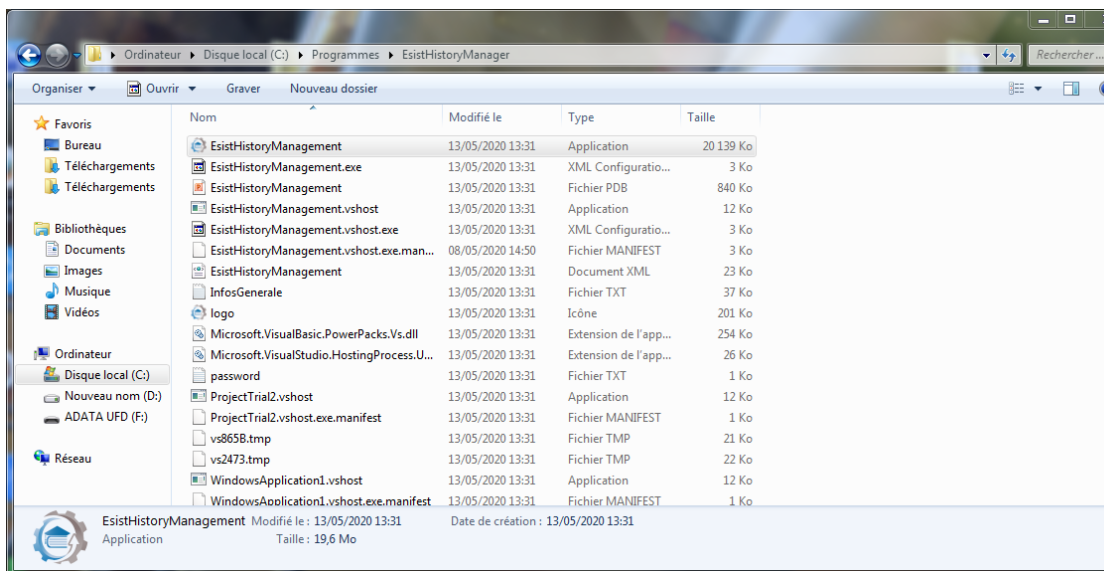 Ordinateur Disque local (C:) Programmes EsistHistoryManager Rechercher ...
Organiser Ouvrir Graver Nouveau dossier
Favoris
Bureau
Téléchargements
Téléchargements
Bibliothèques
Documents
Images
Musique
Vidéos
Ordinateur
Disque local (C:)
Nouveau nom (D:)
ADATA UFD (F:)
Réseau
Nom Modifié le Type Taille
EsistHistoryManagement 13/05/2020 13:31 Application 20 139 Ko
EsistHistoryManagement.exe 13/05/2020 13:31 XML Configuratio... 3 Ko
EsistHistoryManagement 13/05/2020 13:31 Fichier PDB 840 Ko
EsistHistoryManagement.vshost 13/05/2020 13:31 Application 12 Ko
EsistHistoryManagement.vshost.exe 13/05/2020 13:31 XML Configuratio... 3 Ko
EsistHistoryManagement.vshost.exe.man... 08/05/2020 14:50 Fichier MANIFEST 3 Ko
EsistHistoryManagement 13/05/2020 13:31 Document XML 23 Ko
InfosGenerale 13/05/2020 13:31 Fichier TXT 37 Ko
logo 13/05/2020 13:31 Icône 201 Ko
Microsoft.VisualBasic.PowerPacks.Vs.dll 13/05/2020 13:31 Extension de l'app... 254 Ko
Microsoft.VisualStudio.HostingProcess.U... 13/05/2020 13:31 Extension de l'app... 26 Ko
password 13/05/2020 13:31 Fichier TXT 1 Ko
ProjectTrial2.vshost 13/05/2020 13:31 Application 12 Ko
ProjectTrial2.vshost.exe.manifest 13/05/2020 13:31 Fichier MANIFEST 1 Ko
vs865B.tmp 13/05/2020 13:31 Fichier TMP 21 Ko
vs2473.tmp 13/05/2020 13:31 Fichier TMP 22 Ko
WindowsApplication1.vshost 13/05/2020 13:31 Application 12 Ko
WindowsApplication1.vshost.exe.manifest 13/05/2020 13:31 Fichier MANIFEST 1 Ko
EsistHistoryManagement Modifié le : 13/05/2020 13:31 Date de création : 13/05/2020 13:31
Application Taille : 19,6 Mo